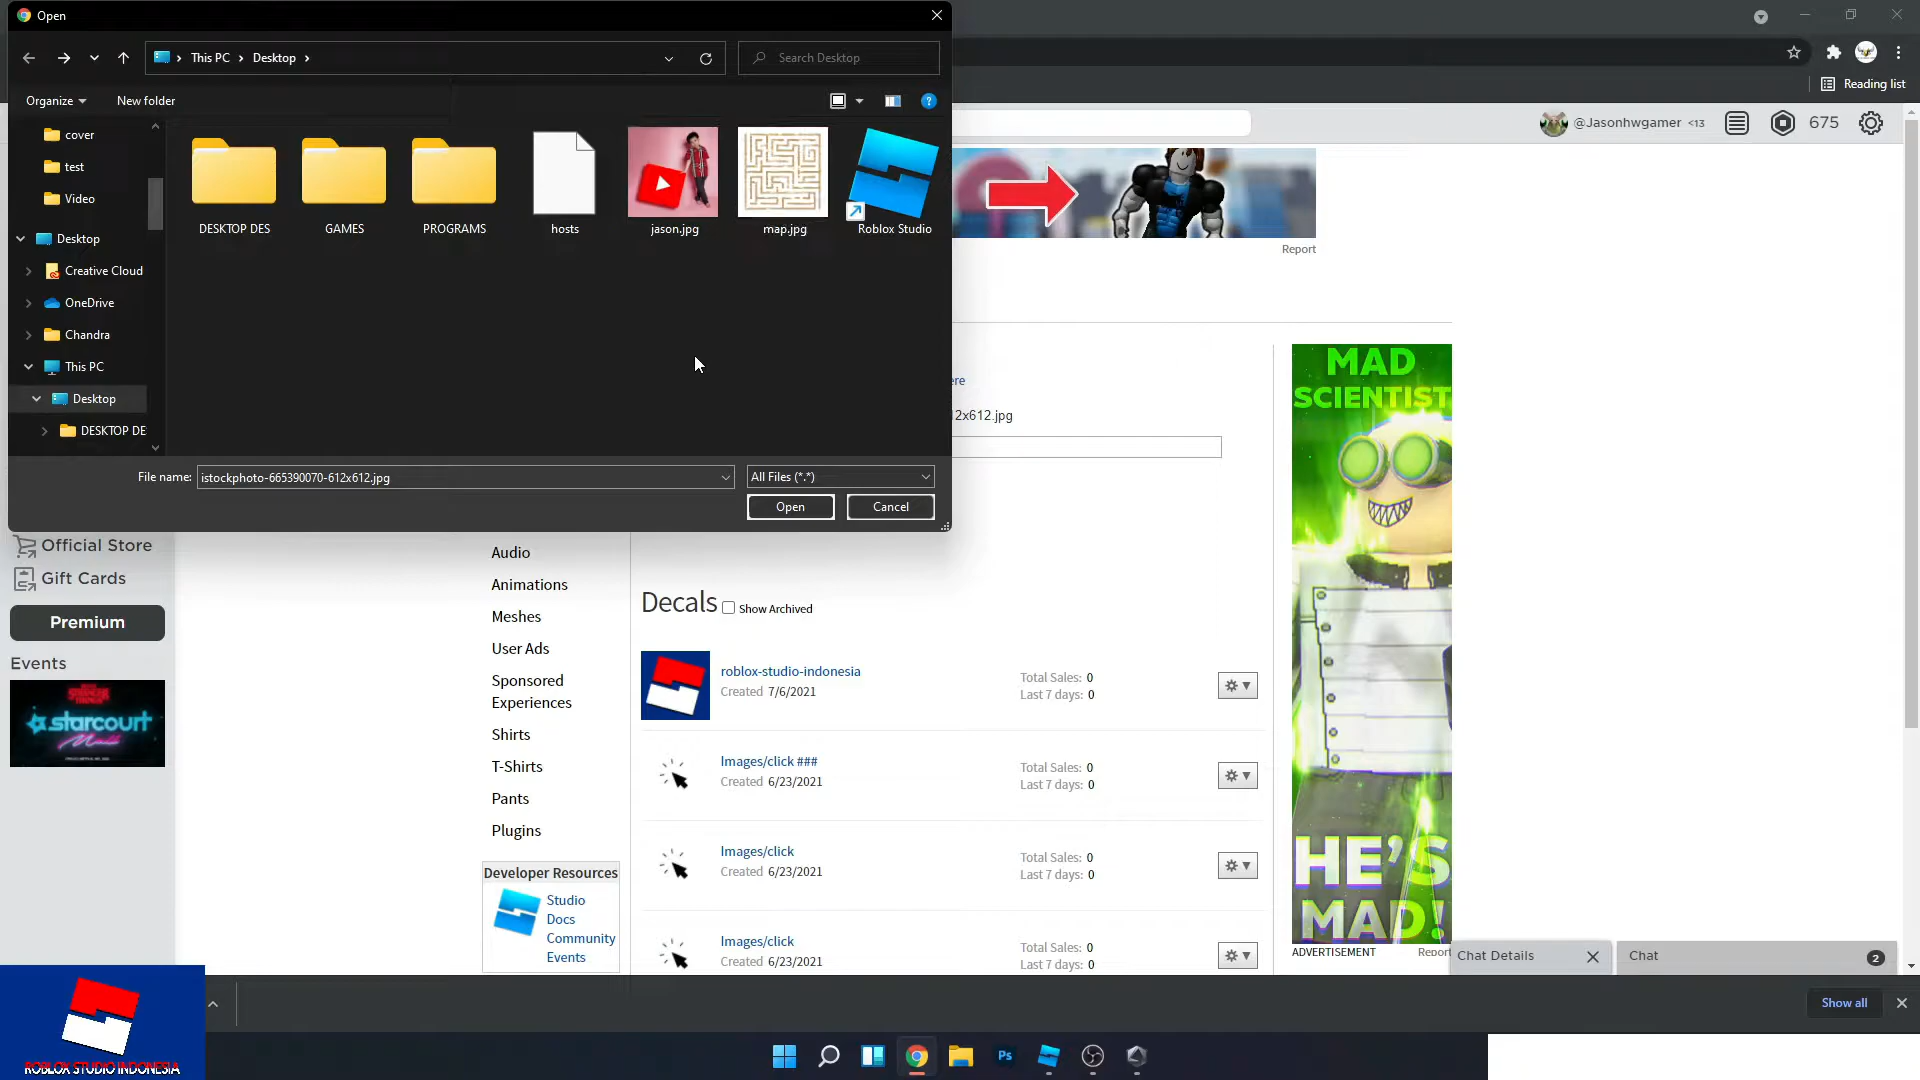 Open
This PC
Desktop
Search Desktop
Organize
New folder
cover
test
Video
Desktop
Creative Cloud
OneDrive
Chandra
This PC
Desktop
DESKTOP DE
DESKTOP DES
GAMES
PROGRAMS
hosts
jason.jpg
map.jpg
Roblox Studio
File name:
istockphoto-665390070-612x612.jpg
All Files (*.*)
Open
Cancel
Reading list
@Jasonhwgamer <13
675
Report
ere
2x612.jpg
Official Store
Gift Cards
Premium
Events
starcourt
Mall
Audio
Animations
Meshes
User Ads
Sponsored
Experiences
Shirts
T-Shirts
Pants
Plugins
Developer Resources
Studio
Docs
Community
Events
Decals
Show Archived
roblox-studio-indonesia
Created 7/6/2021
Total Sales: 0
Last 7 days: 0
Images/click ###
Created 6/23/2021
Total Sales: 0
Last 7 days: 0
Images/click
Created 6/23/2021
Total Sales: 0
Last 7 days: 0
Images/click
Created 6/23/2021
Total Sales: 0
Last 7 days: 0
MAD
SCIENTIST
HE'S
MAD!
ADVERTISEMENT
Report
Chat Details
Chat
2
Show all
Ps
ROBLOX STUDIO INDONESIA